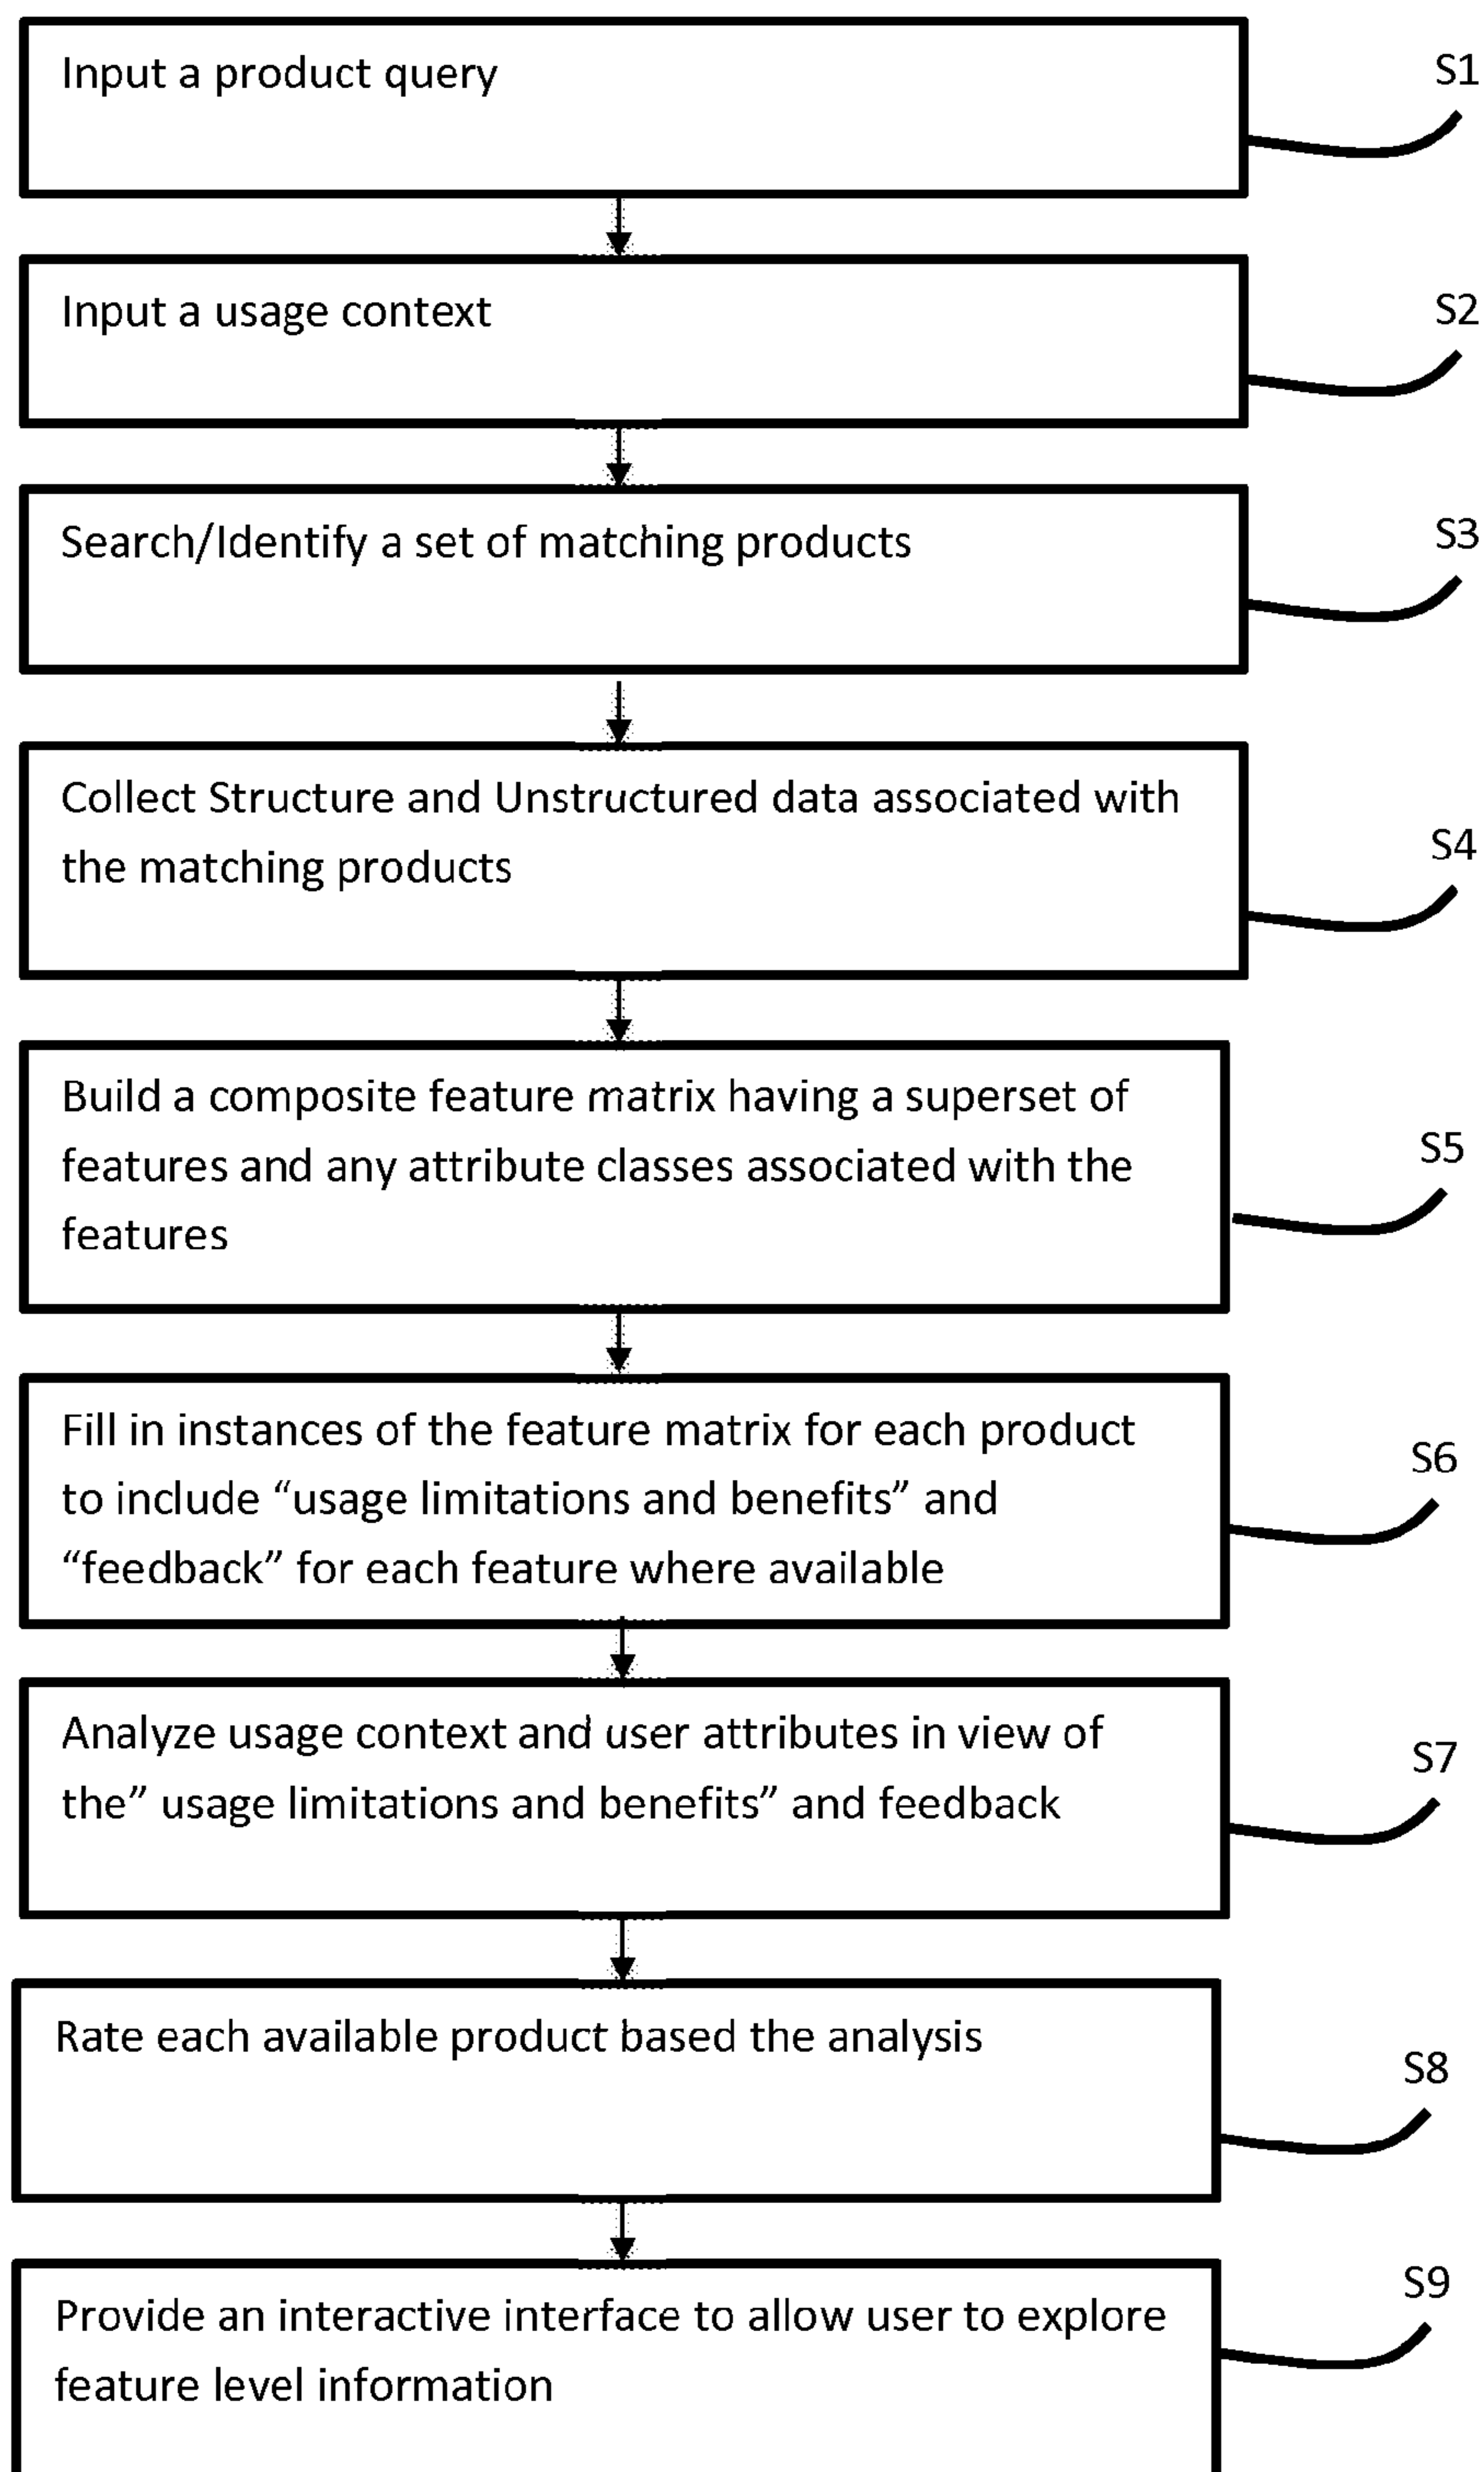 Input a product query
S1
Input a usage context
S2
Search/Identify a set of matching products
S3
Collect Structure and Unstructured data associated with
the matching products
S4
Build a composite feature matrix having a superset of
features and any attribute classes associated with the
features
S5
Fill in instances of the feature matrix for each product
to include “usage limitations and benefits” and
“feedback” for each feature where available
S6
Analyze usage context and user attributes in view of
the” usage limitations and benefits” and feedback
S7
Rate each available product based the analysis
S8
Provide an interactive interface to allow user to explore
feature level information
S9